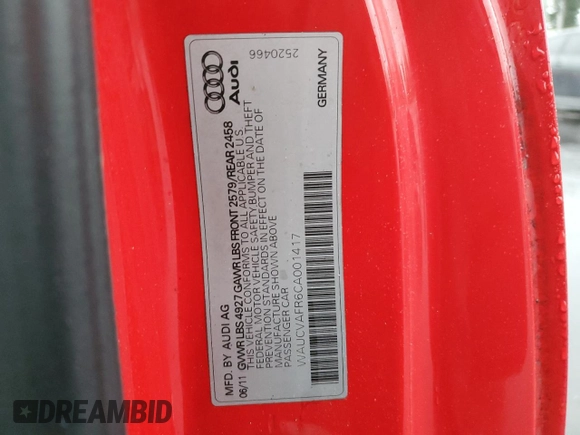 MFD. BY AUDI AG
06/11 GVWR LBS 4927 GAWR LBS FRONT 2579/REAR 2458
THIS VEHICLE CONFORMS TO ALL APPLICABLE U.S.
FEDERAL MOTOR VEHICLE SAFETY/BUMPER AND THEFT
PREVENTION STANDARDS IN EFFECT ON THE DATE OF
MANUFACTURE SHOWN ABOVE
PASSENGER CAR
WAUCVAFR6CA001417
Audi
2520466
GERMANY
DREAMBID